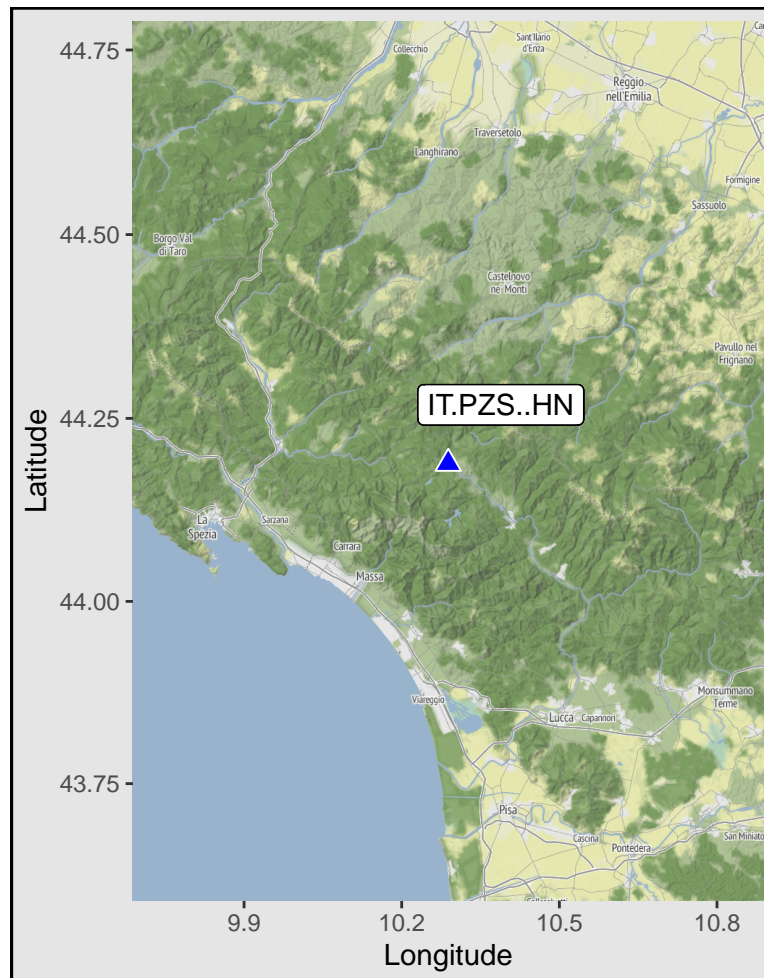 44.75
44.50
44.25
44.00
43.75
Latitude
9.9
10.2
10.5
10.8
Longitude
Collecchio
Sant'Ilario
d'Enza
Reggio
nell'Emilia
Traversetolo
Langhirano
Formigine
Sassuolo
Borgo Val
di Taro
Castelnovo
ne' Monti
Pavullo nel
Frignano
IT.PZS..HN
La
Spezia
Sarzana
Carrara
Massa
Viareggio
Lucca
Capannori
Monsummano
Terme
Pisa
Cascina
Pontedera
San Miniato